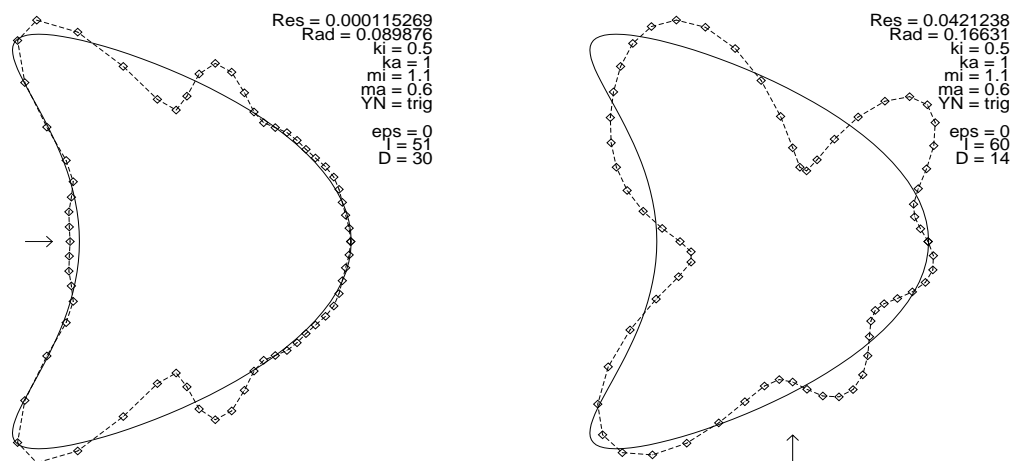 Res = 0.000115269
Rad = 0.089876
ki = 0.5
ka = 1
mi = 1.1
ma = 0.6
YN = trig
eps = 0
l = 51
D = 30
Res = 0.0421238
Rad = 0.16631
ki = 0.5
ka = 1
mi = 1.1
ma = 0.6
YN = trig
eps = 0
l = 60
D = 14